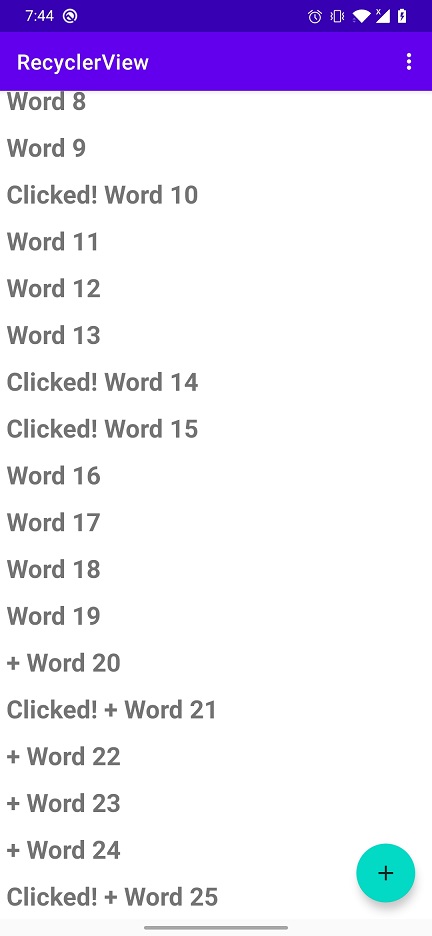 7:44
RecyclerView
Word 8
Word 9
Clicked! Word 10
Word 11
Word 12
Word 13
Clicked! Word 14
Clicked! Word 15
Word 16
Word 17
Word 18
Word 19
+ Word 20
Clicked! + Word 21
+ Word 22
+ Word 23
+ Word 24
Clicked! + Word 25
+